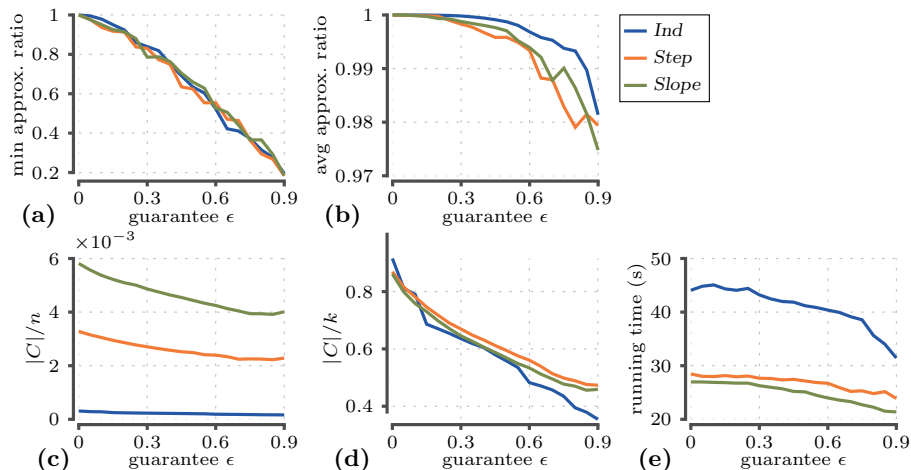 1
0.8
0.6
0.4
0.2
min approx. ratio
0 0.3 0.6 0.9
(a) guarantee ϵ
1
0.99
0.98
0.97
avg approx. ratio
0 0.3 0.6 0.9
(b) guarantee ϵ
Ind
Step
Slope
×10⁻³
6
4
2
0
|C|/n
0 0.3 0.6 0.9
(c) guarantee ϵ
0.8
0.6
0.4
|C|/k
0 0.3 0.6 0.9
(d) guarantee ϵ
50
40
30
20
running time (s)
0 0.3 0.6 0.9
(e) guarantee ϵ